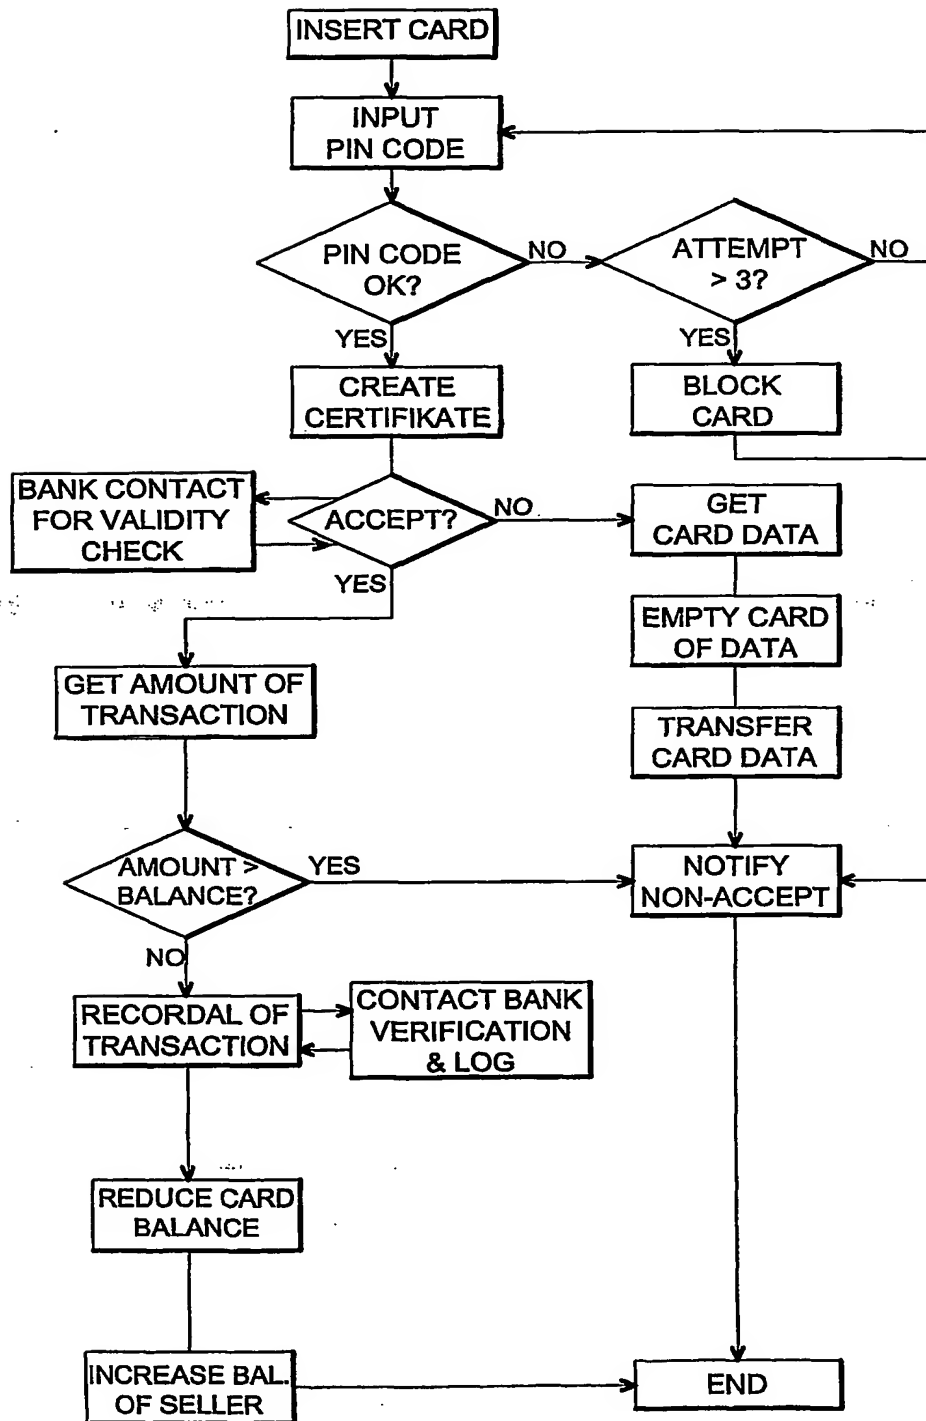 INSERT CARD
INPUT
PIN CODE
PIN CODE
OK?
NO
ATTEMPT
> 3?
NO
YES
YES
CREATE
CERTIFIKATE
BLOCK
CARD
BANK CONTACT
FOR VALIDITY
CHECK
ACCEPT?
NO
GET
CARD DATA
YES
EMPTY CARD
OF DATA
GET AMOUNT OF
TRANSACTION
TRANSFER
CARD DATA
AMOUNT >
BALANCE?
YES
NOTIFY
NON-ACCEPT
NO
RECORDAL OF
TRANSACTION
CONTACT BANK
VERIFICATION
& LOG
REDUCE CARD
BALANCE
INCREASE BAL.
OF SELLER
END